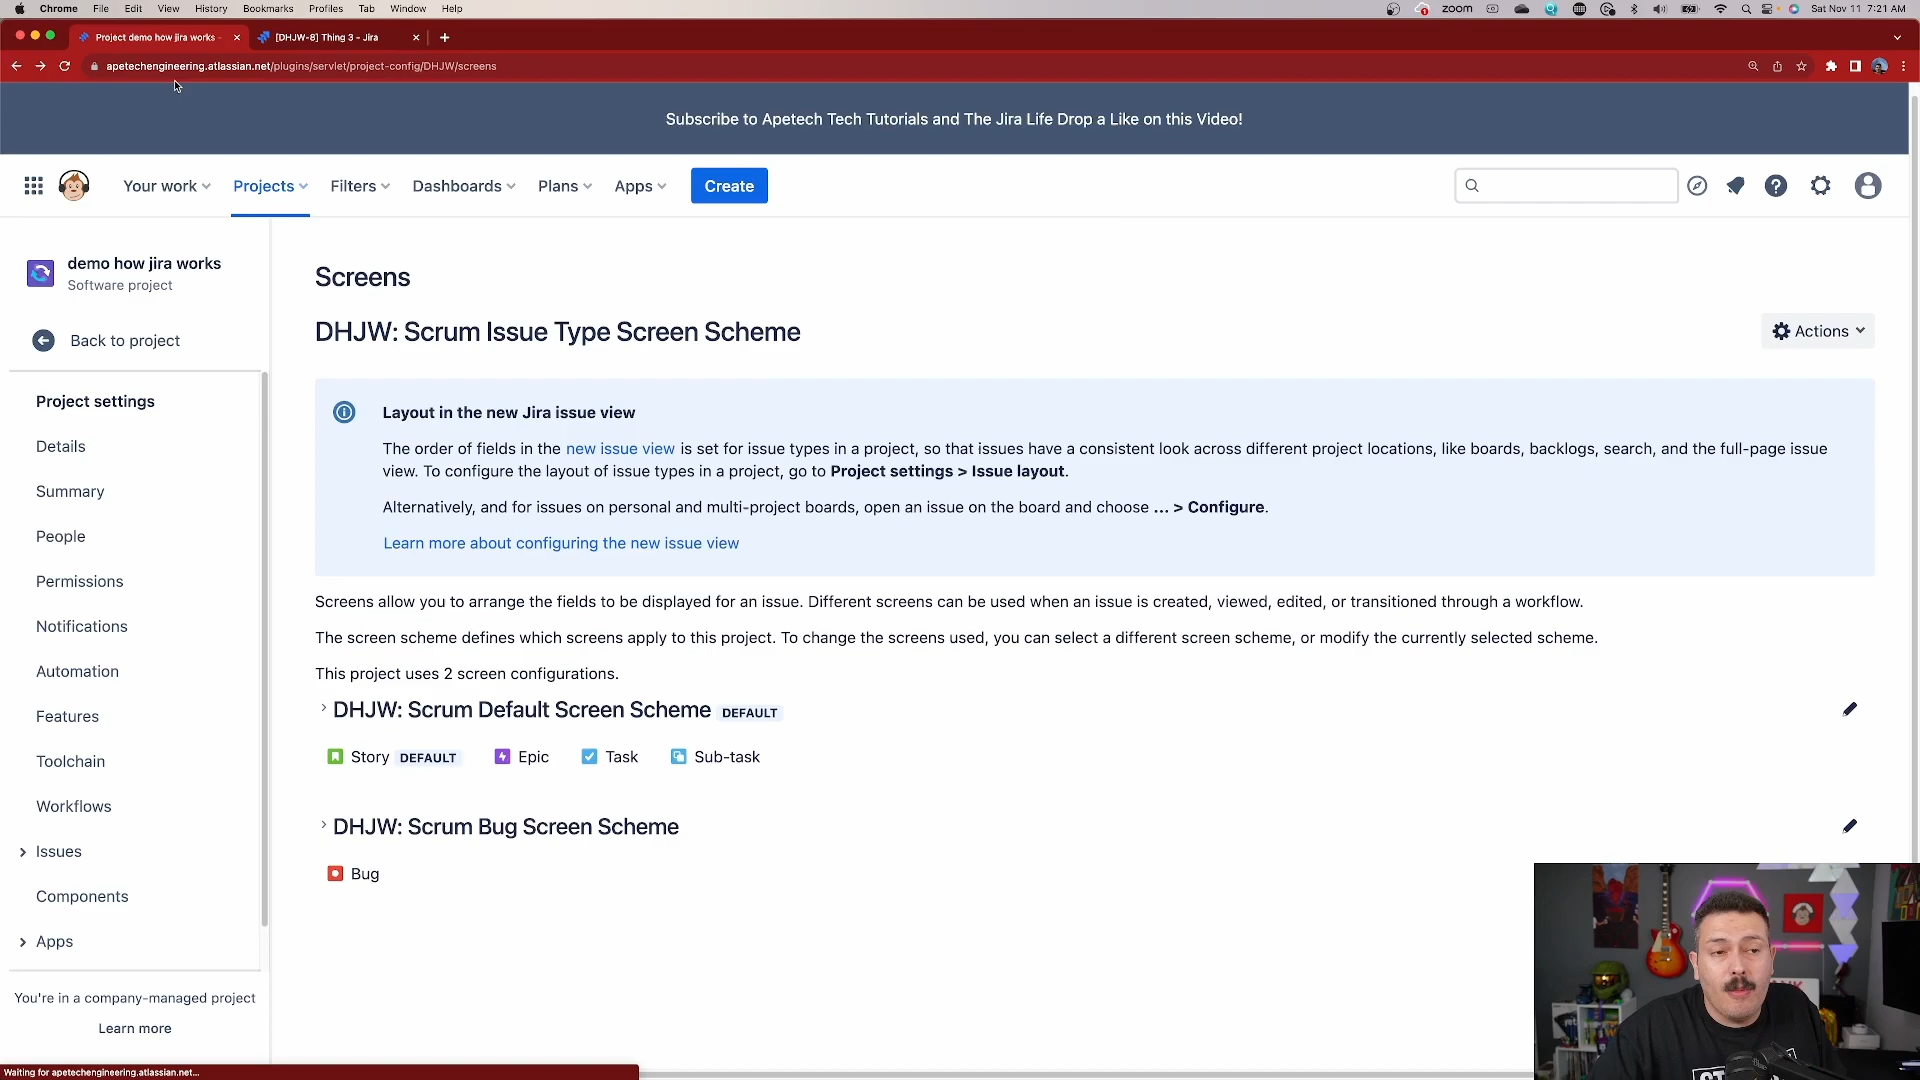 Chrome File Edit View History Bookmarks Profiles Tab Window Help
zoom Sat Nov 11 7:21 AM
Project demo how jira works -
[DHJW-8] Thing 3 - Jira
apetechengineering.atlassian.net/plugins/servlet/project-config/DHJW/screens
Subscribe to Apetech Tech Tutorials and The Jira Life Drop a Like on this Video!
Your work Projects Filters Dashboards Plans Apps Create
demo how jira works
Software project
Back to project
Project settings
Details
Summary
People
Permissions
Notifications
Automation
Features
Toolchain
Workflows
Issues
Components
Apps
You're in a company-managed project
Learn more
Screens
DHJW: Scrum Issue Type Screen Scheme
Actions
Layout in the new Jira issue view
The order of fields in the new issue view is set for issue types in a project, so that issues have a consistent look across different project locations, like boards, backlogs, search, and the full-page issue
view. To configure the layout of issue types in a project, go to Project settings > Issue layout.
Alternatively, and for issues on personal and multi-project boards, open an issue on the board and choose ... > Configure.
Learn more about configuring the new issue view
Screens allow you to arrange the fields to be displayed for an issue. Different screens can be used when an issue is created, viewed, edited, or transitioned through a workflow.
The screen scheme defines which screens apply to this project. To change the screens used, you can select a different screen scheme, or modify the currently selected scheme.
This project uses 2 screen configurations.
DHJW: Scrum Default Screen Scheme DEFAULT
Story DEFAULT Epic Task Sub-task
DHJW: Scrum Bug Screen Scheme
Bug
Waiting for apetechengineering.atlassian.net...